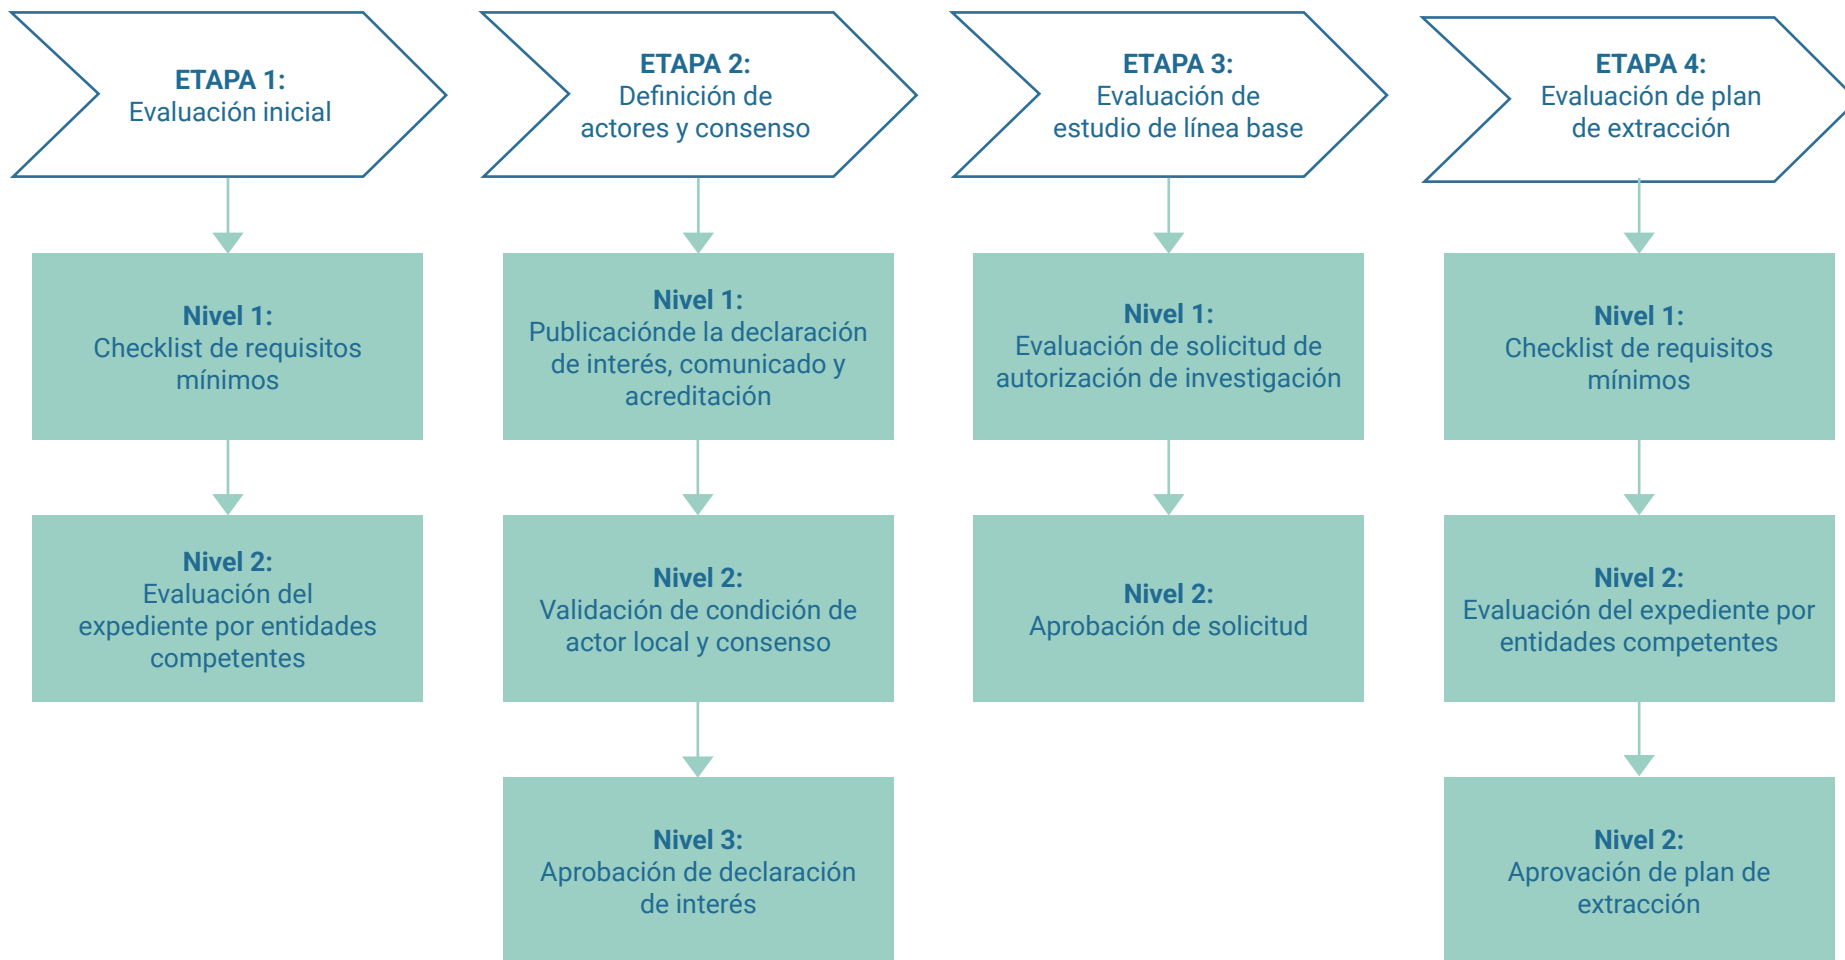 ETAPA 1:
Evaluación inicial
Nivel 1:
Checklist de requisitos
mínimos
Nivel 2:
Evaluación del
expediente por entidades
competentes
ETAPA 2:
Definición de
actores y consenso
Nivel 1:
Publicaciónde la declaración
de interés, comunicado y
acreditación
Nivel 2:
Validación de condición de
actor local y consenso
Nivel 3:
Aprobación de declaración
de interés
ETAPA 3:
Evaluación de
estudio de línea base
Nivel 1:
Evaluación de solicitud de
autorización de investigación
Nivel 2:
Aprobación de solicitud
ETAPA 4:
Evaluación de plan
de extracción
Nivel 1:
Checklist de requisitos
mínimos
Nivel 2:
Evaluación del expediente por
entidades competentes
Nivel 2:
Aprovación de plan de
extracción